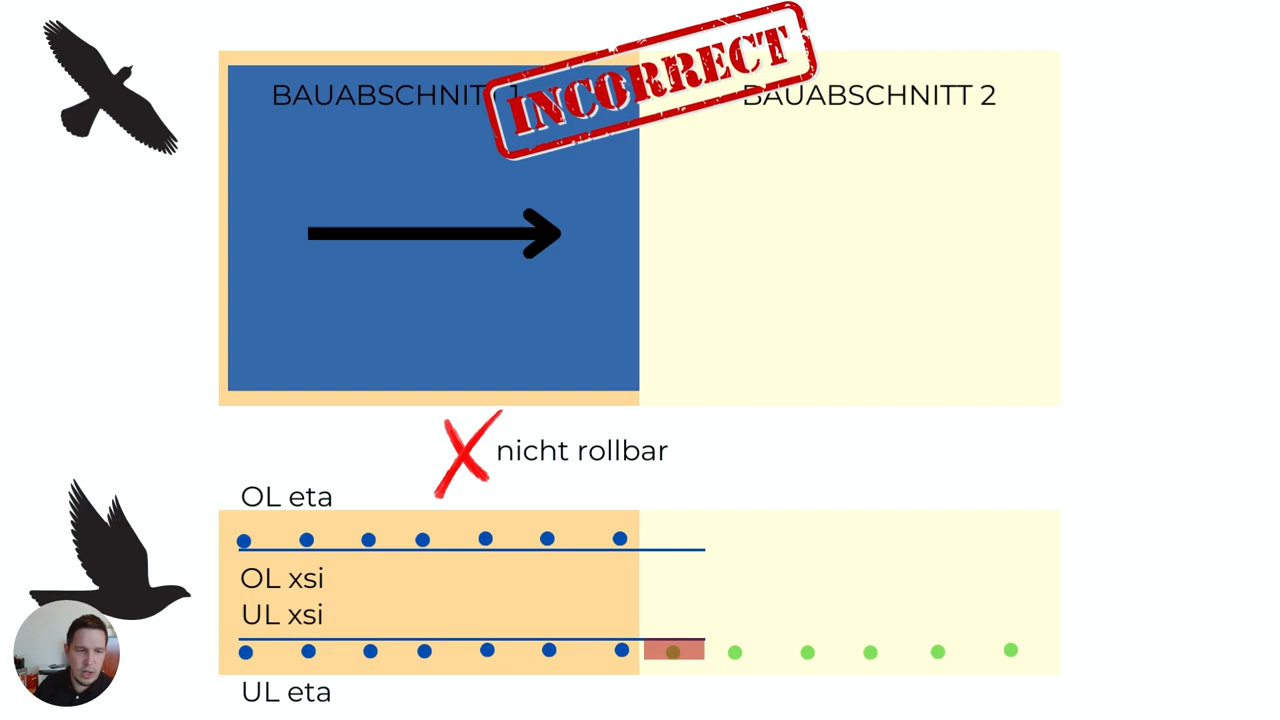 INCORRECT
BAUABSCHNITT 1
BAUABSCHNITT 2
nicht rollbar
OL eta
OL xsi
UL xsi
UL eta